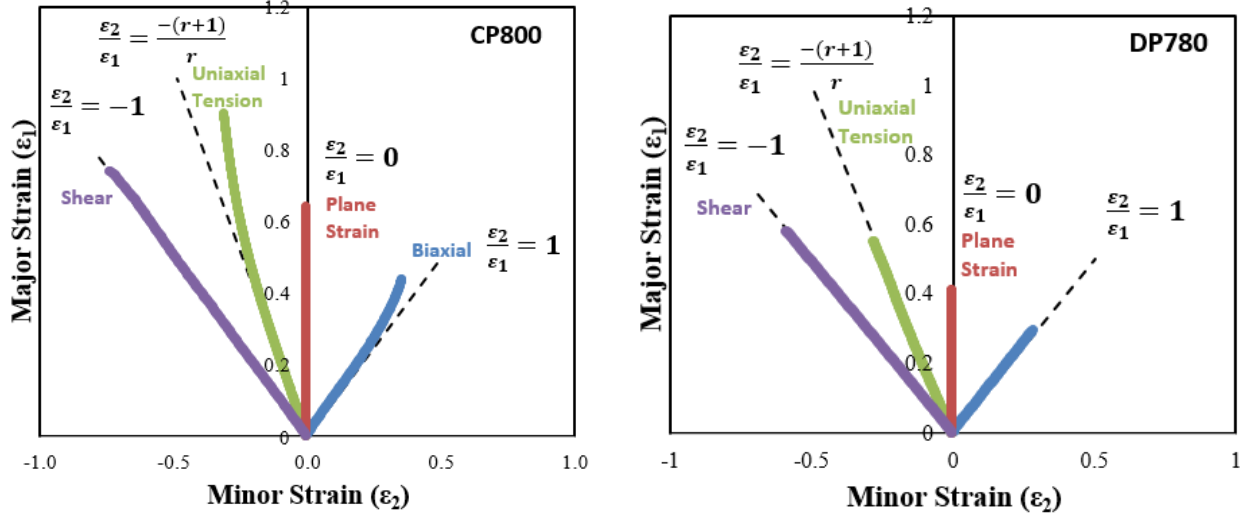 CP800
ε₂/ε₁ = -(r+1)/r
Uniaxial
Tension
ε₂/ε₁ = −1
Shear
ε₂/ε₁ = 0
Plane
Strain
Biaxial
ε₂/ε₁ = 1
Major Strain (ε₁)
1.2
1
0.8
0.6
0.4
0.2
0
-1.0 -0.5 0.0 0.5 1.0
Minor Strain (ε₂)
DP780
ε₂/ε₁ = -(r+1)/r
Uniaxial
Tension
ε₂/ε₁ = −1
Shear
ε₂/ε₁ = 0
Plane
Strain
ε₂/ε₁ = 1
Major Strain (ε₁)
1.2
1
0.8
0.6
0.4
0.2
0
-1 -0.5 0 0.5 1
Minor Strain (ε₂)